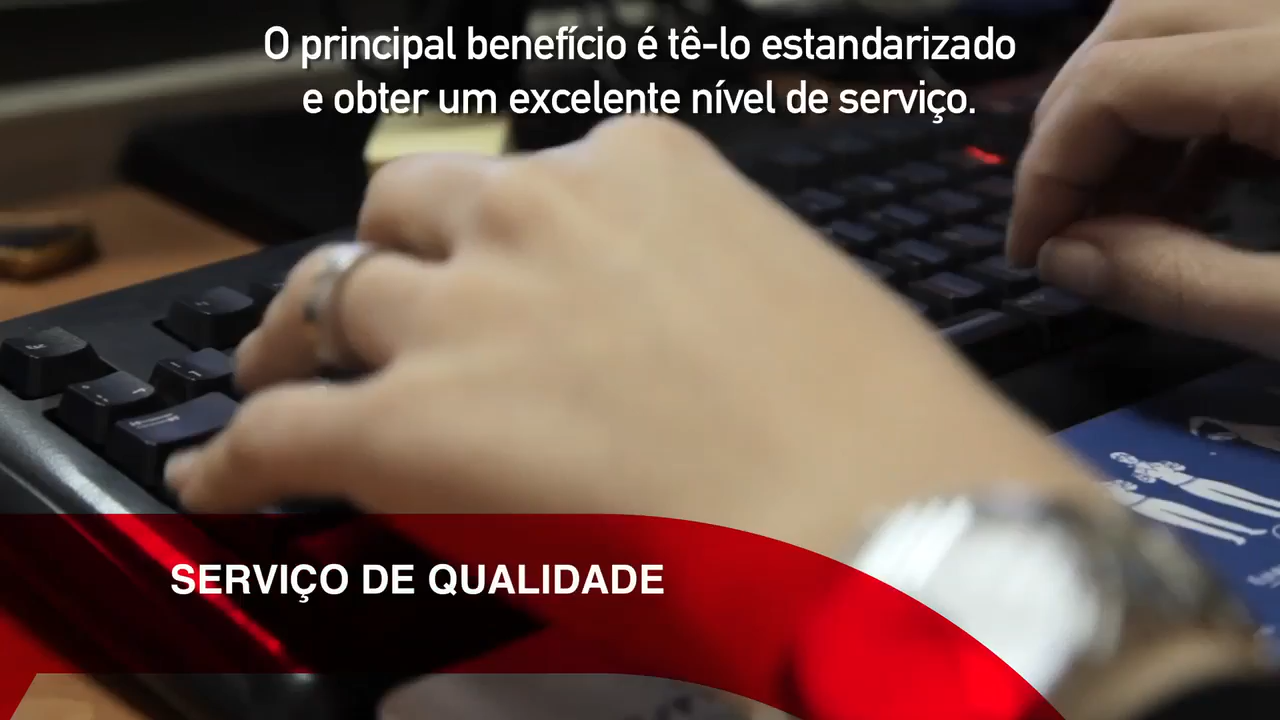 O principal benefício é tê-lo estandarizado
e obter um excelente nível de serviço.
SERVIÇO DE QUALIDADE